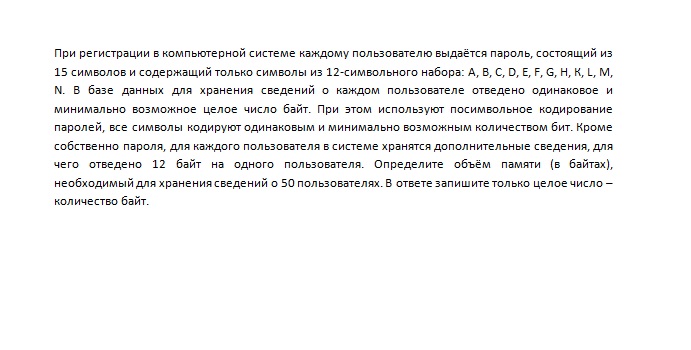 При регистрации в компьютерной системе каждому пользователю выдаётся пароль, состоящий из
15 символов и содержащий только символы из 12-символьного набора: A, B, C, D, E, F, G, H, K, L, M,
N. В базе данных для хранения сведений о каждом пользователе отведено одинаковое и
минимально возможное целое число байт. При этом используют посимвольное кодирование
паролей, все символы кодируют одинаковым и минимально возможным количеством бит. Кроме
собственно пароля, для каждого пользователя в системе хранятся дополнительные сведения, для
чего отведено 12 байт на одного пользователя. Определите объём памяти (в байтах),
необходимый для хранения сведений о 50 пользователях. В ответе запишите только целое число –
количество байт.